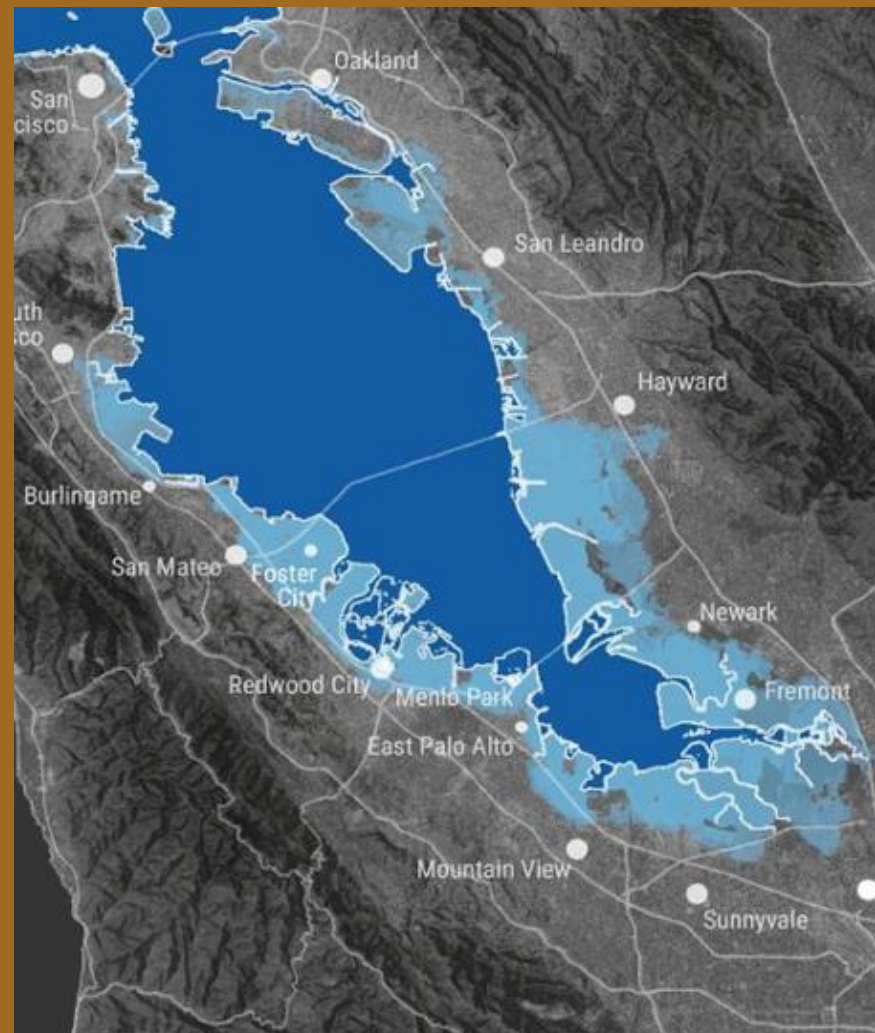 Oakland
San
cisco
San Leandro
uth
sco
Hayward
Burlingame
San Mateo
Foster
City
Newark
Redwood City
Menlo Park
Fremont
East Palo Alto
Mountain View
Sunnyvale